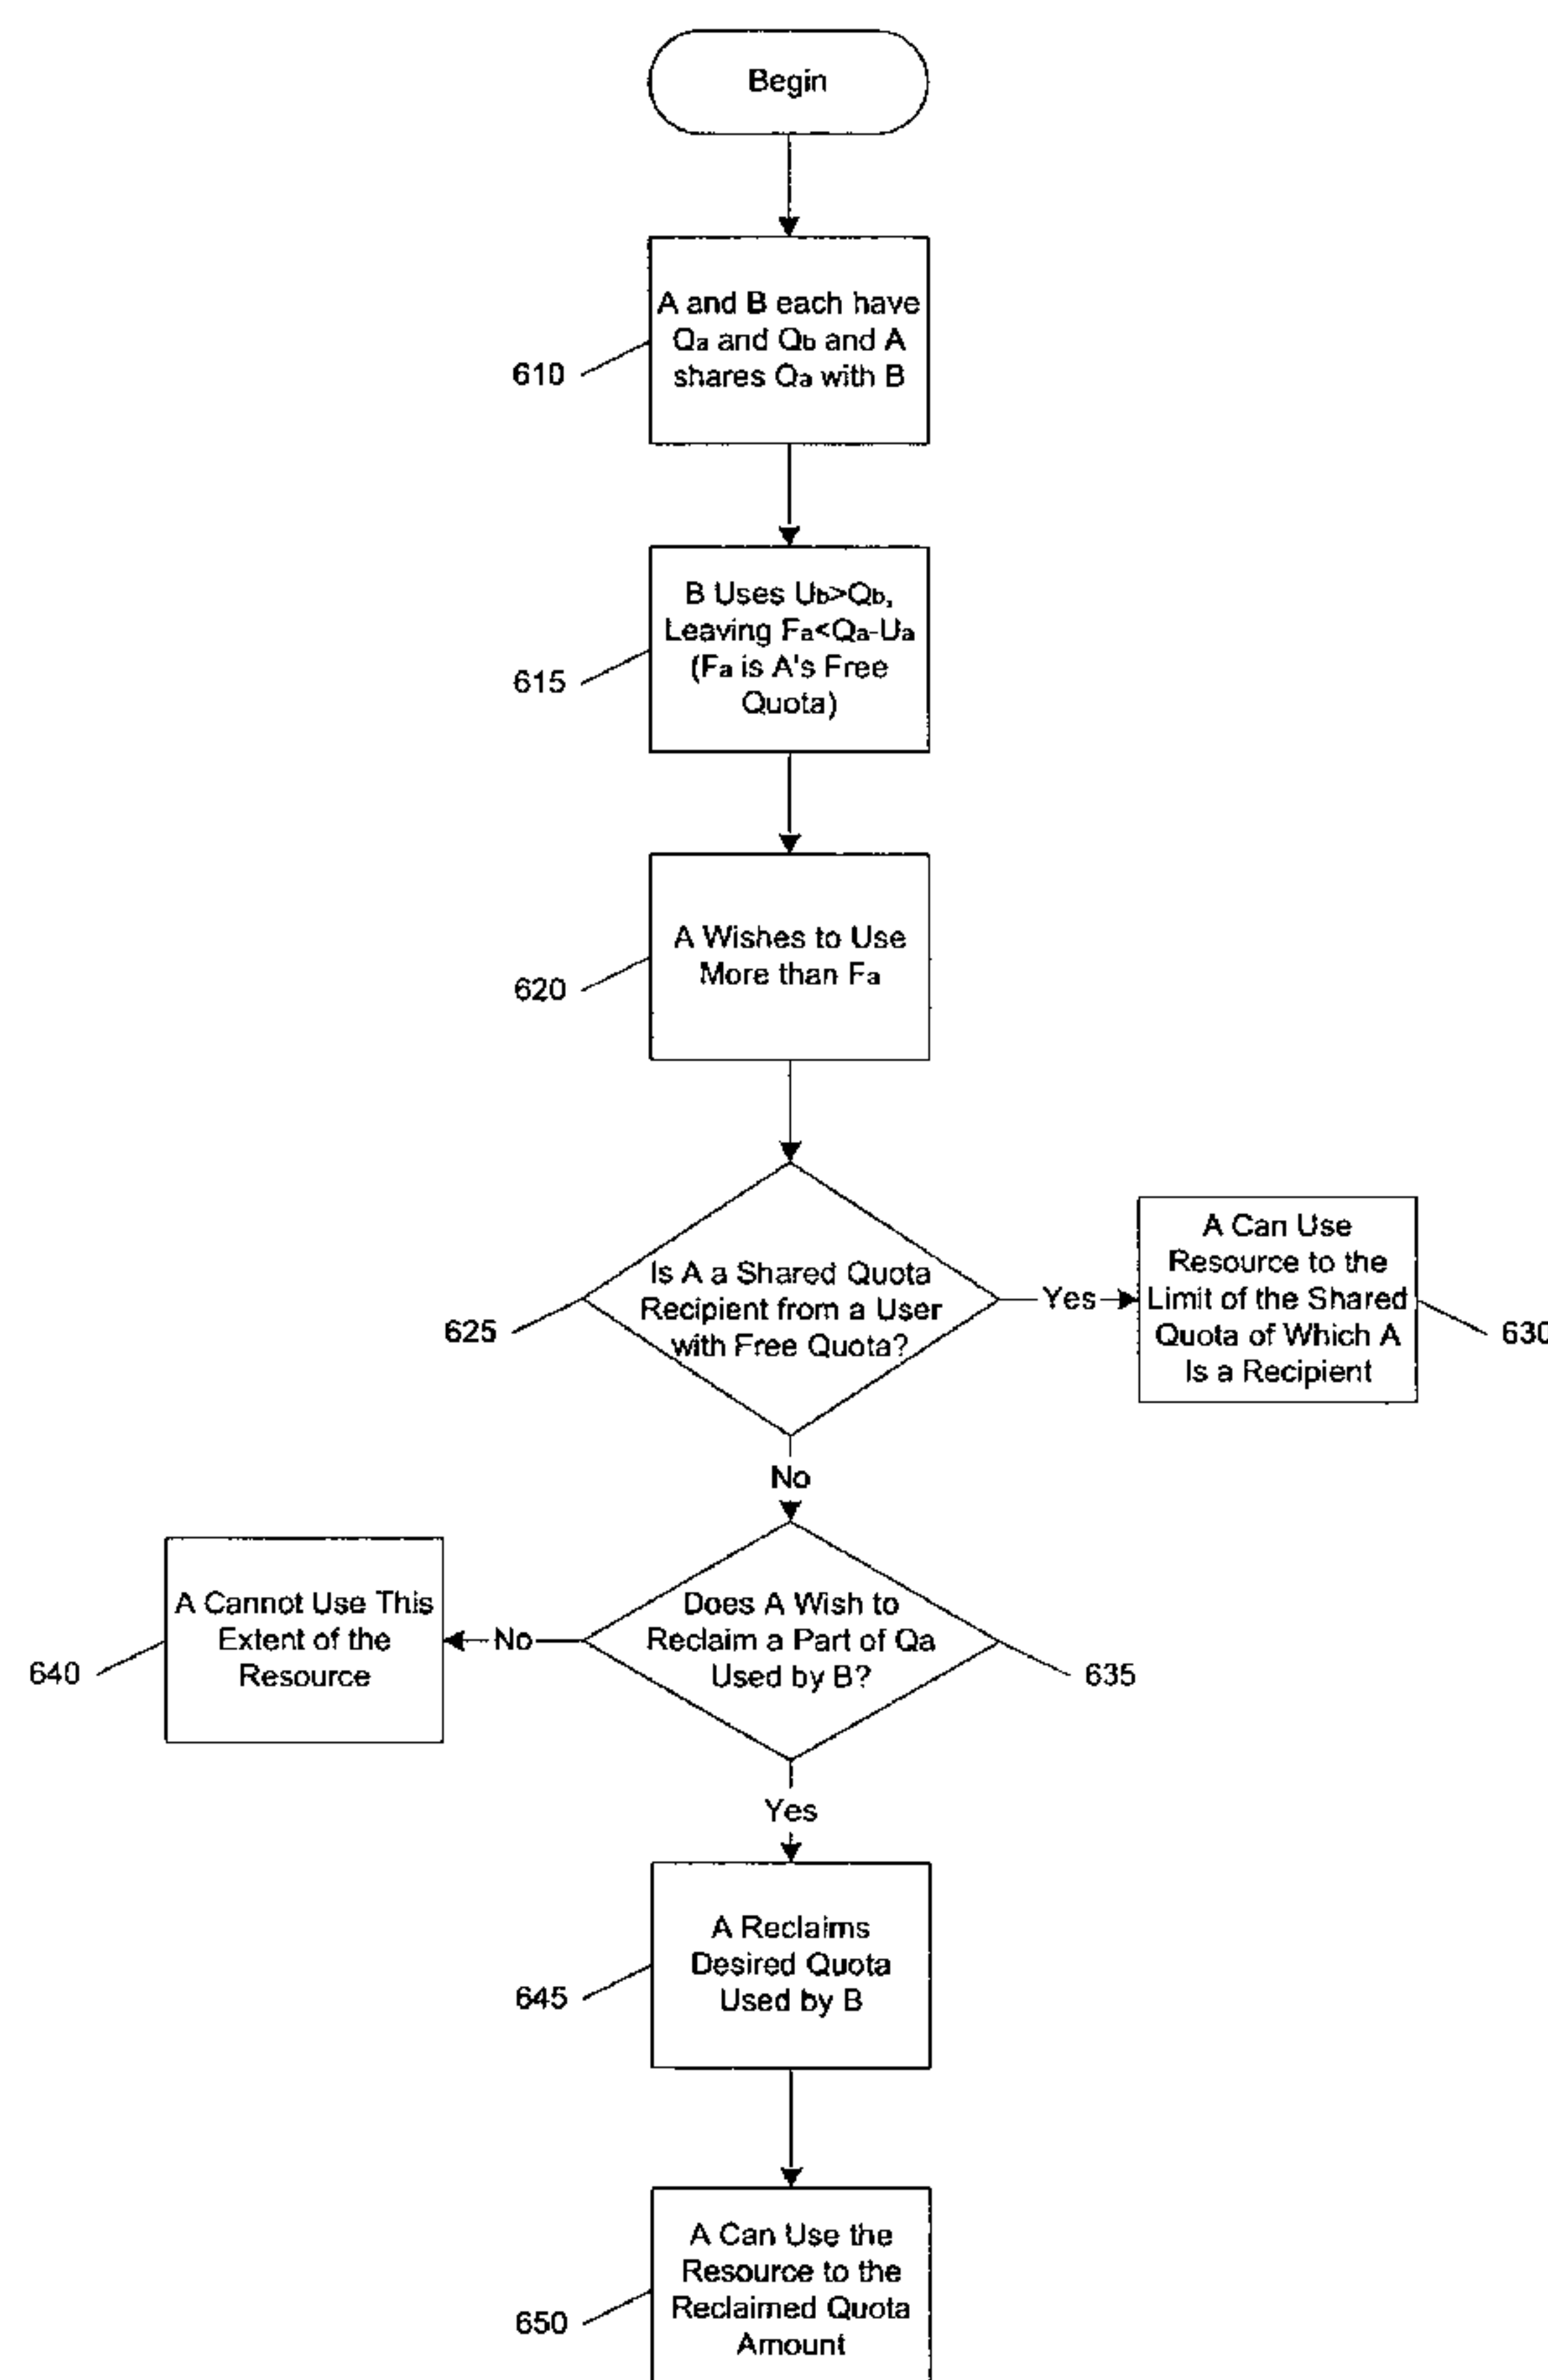 Begin
A and B each have
Qa and Qb and A
shares Qa with B
610
B Uses Ub>Qb,
Leaving Fa<Qa-Ua
(Fa is A's Free
Quota)
615
A Wishes to Use
More than Fa
620
Is A a Shared Quota
Recipient from a User
with Free Quota?
625
Yes
A Can Use
Resource to the
Limit of the Shared
Quota of Which A
Is a Recipient
630
No
Does A Wish to
Reclaim a Part of Qa
Used by B?
635
No
A Cannot Use This
Extent of the
Resource
640
Yes
A Reclaims
Desired Quota
Used by B
645
A Can Use the
Resource to the
Reclaimed Quota
Amount
650